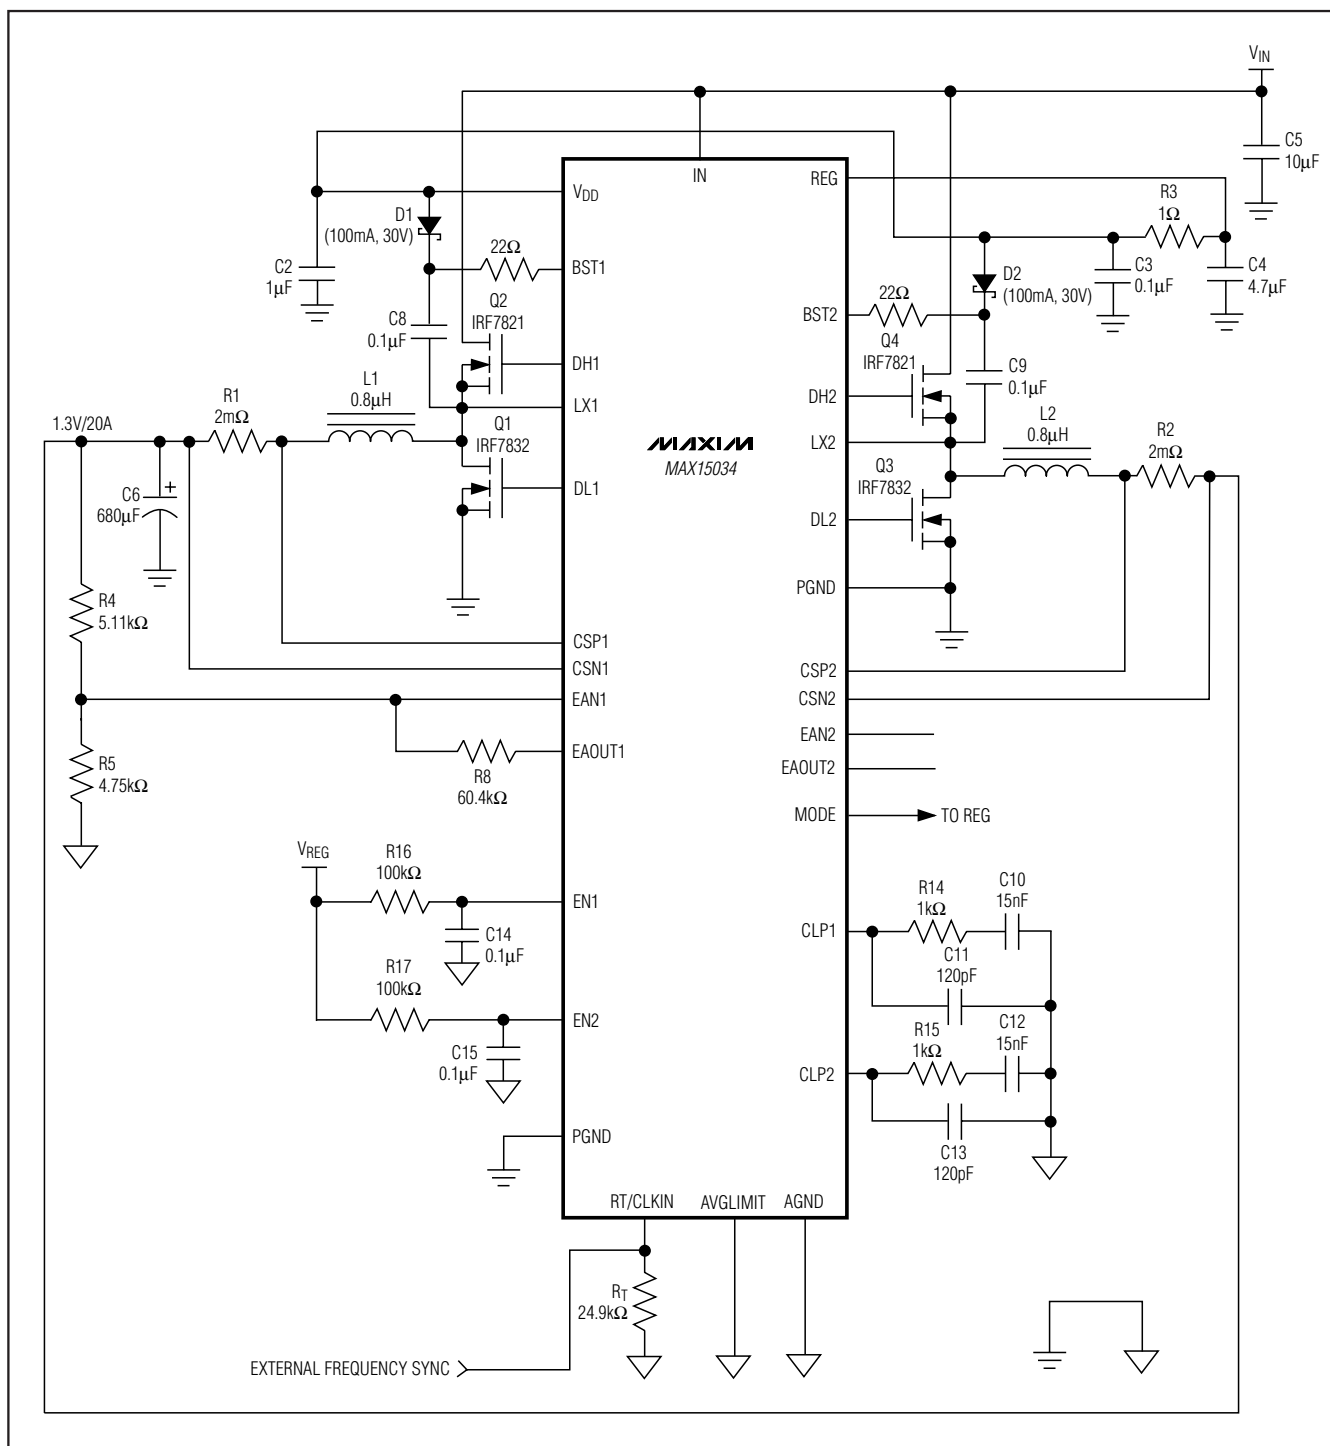 VIN
C5
10µF
IN
REG
VDD
R3
1Ω
D1
(100mA, 30V)
22Ω
BST1
C2
1µF
C3
0.1µF
C4
4.7µF
D2
(100mA, 30V)
22Ω
BST2
Q2
IRF7821
C8
0.1µF
Q4
IRF7821
DH1
C9
0.1µF
DH2
L1
0.8µH
R1
2mΩ
LX1
1.3V/20A
Q1
IRF7832
MAXIM
MAX15034
LX2
L2
0.8µH
R2
2mΩ
Q3
IRF7832
C6
+
680µF
DL1
DL2
PGND
R4
5.11kΩ
CSP1
CSN1
CSP2
CSN2
EAN1
EAN2
EAOUT1
EAOUT2
R8
60.4kΩ
R5
4.75kΩ
MODE
TO REG
VREG
R16
100kΩ
EN1
C14
0.1µF
R14
1kΩ
C10
15nF
CLP1
C11
120pF
R17
100kΩ
EN2
C15
0.1µF
R15
1kΩ
C12
15nF
CLP2
C13
120pF
PGND
RT/CLKIN
AVGLIMIT
AGND
RT
24.9kΩ
EXTERNAL FREQUENCY SYNC